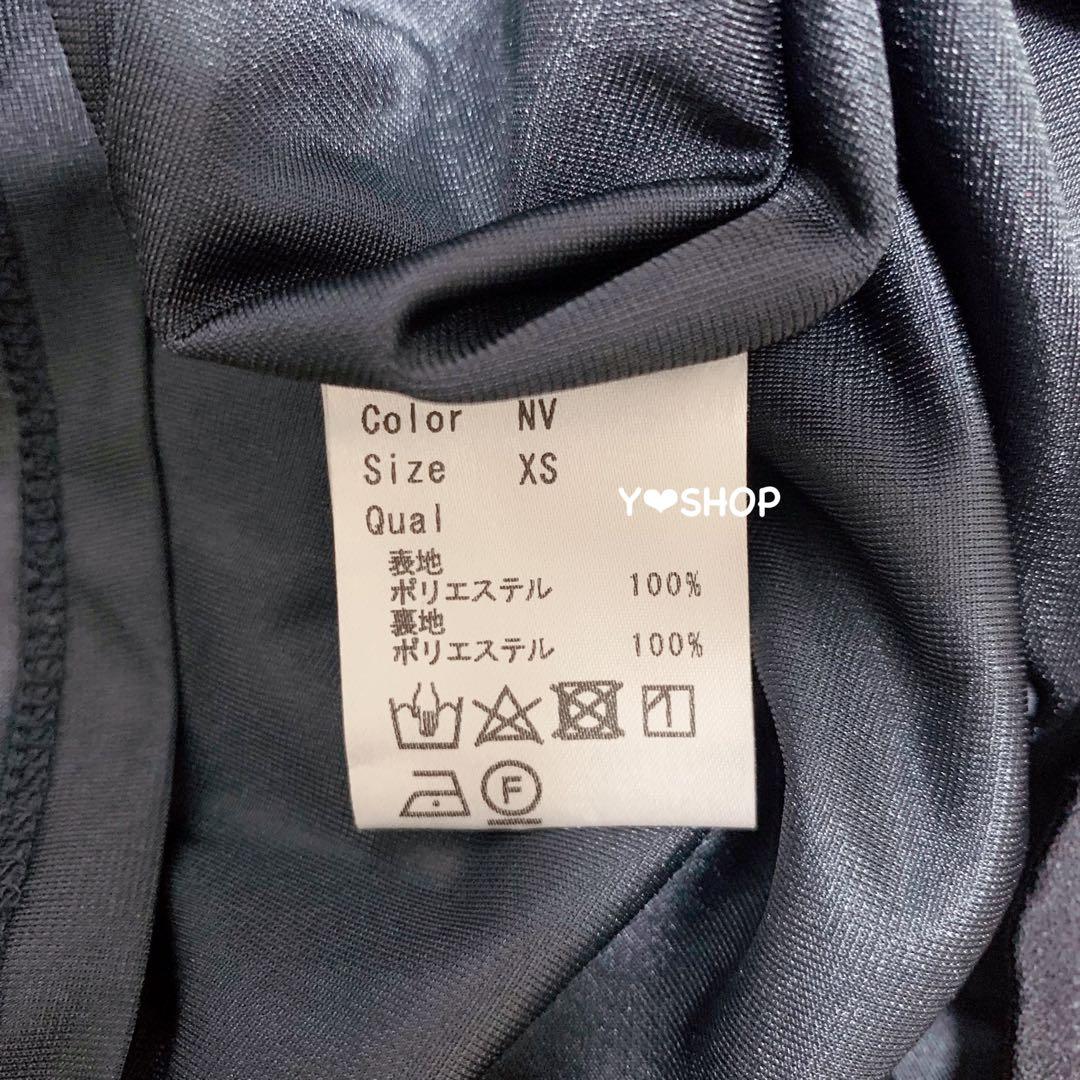 Color NV
Size XS
Y❤SHOP
Qual
表地
ポリエステル 100%
裏地
ポリエステル 100%
F